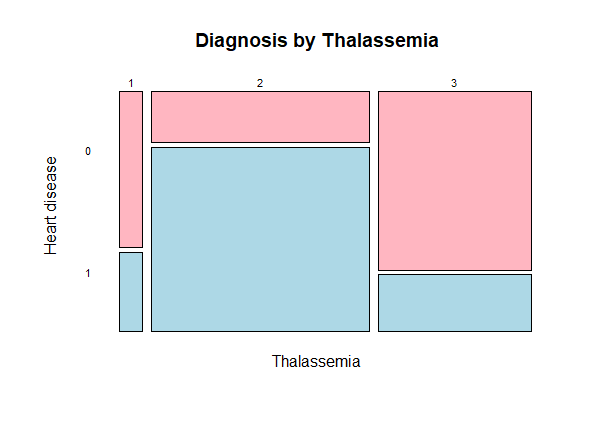 Diagnosis by Thalassemia
1 2 3
0
Heart disease
1
Thalassemia